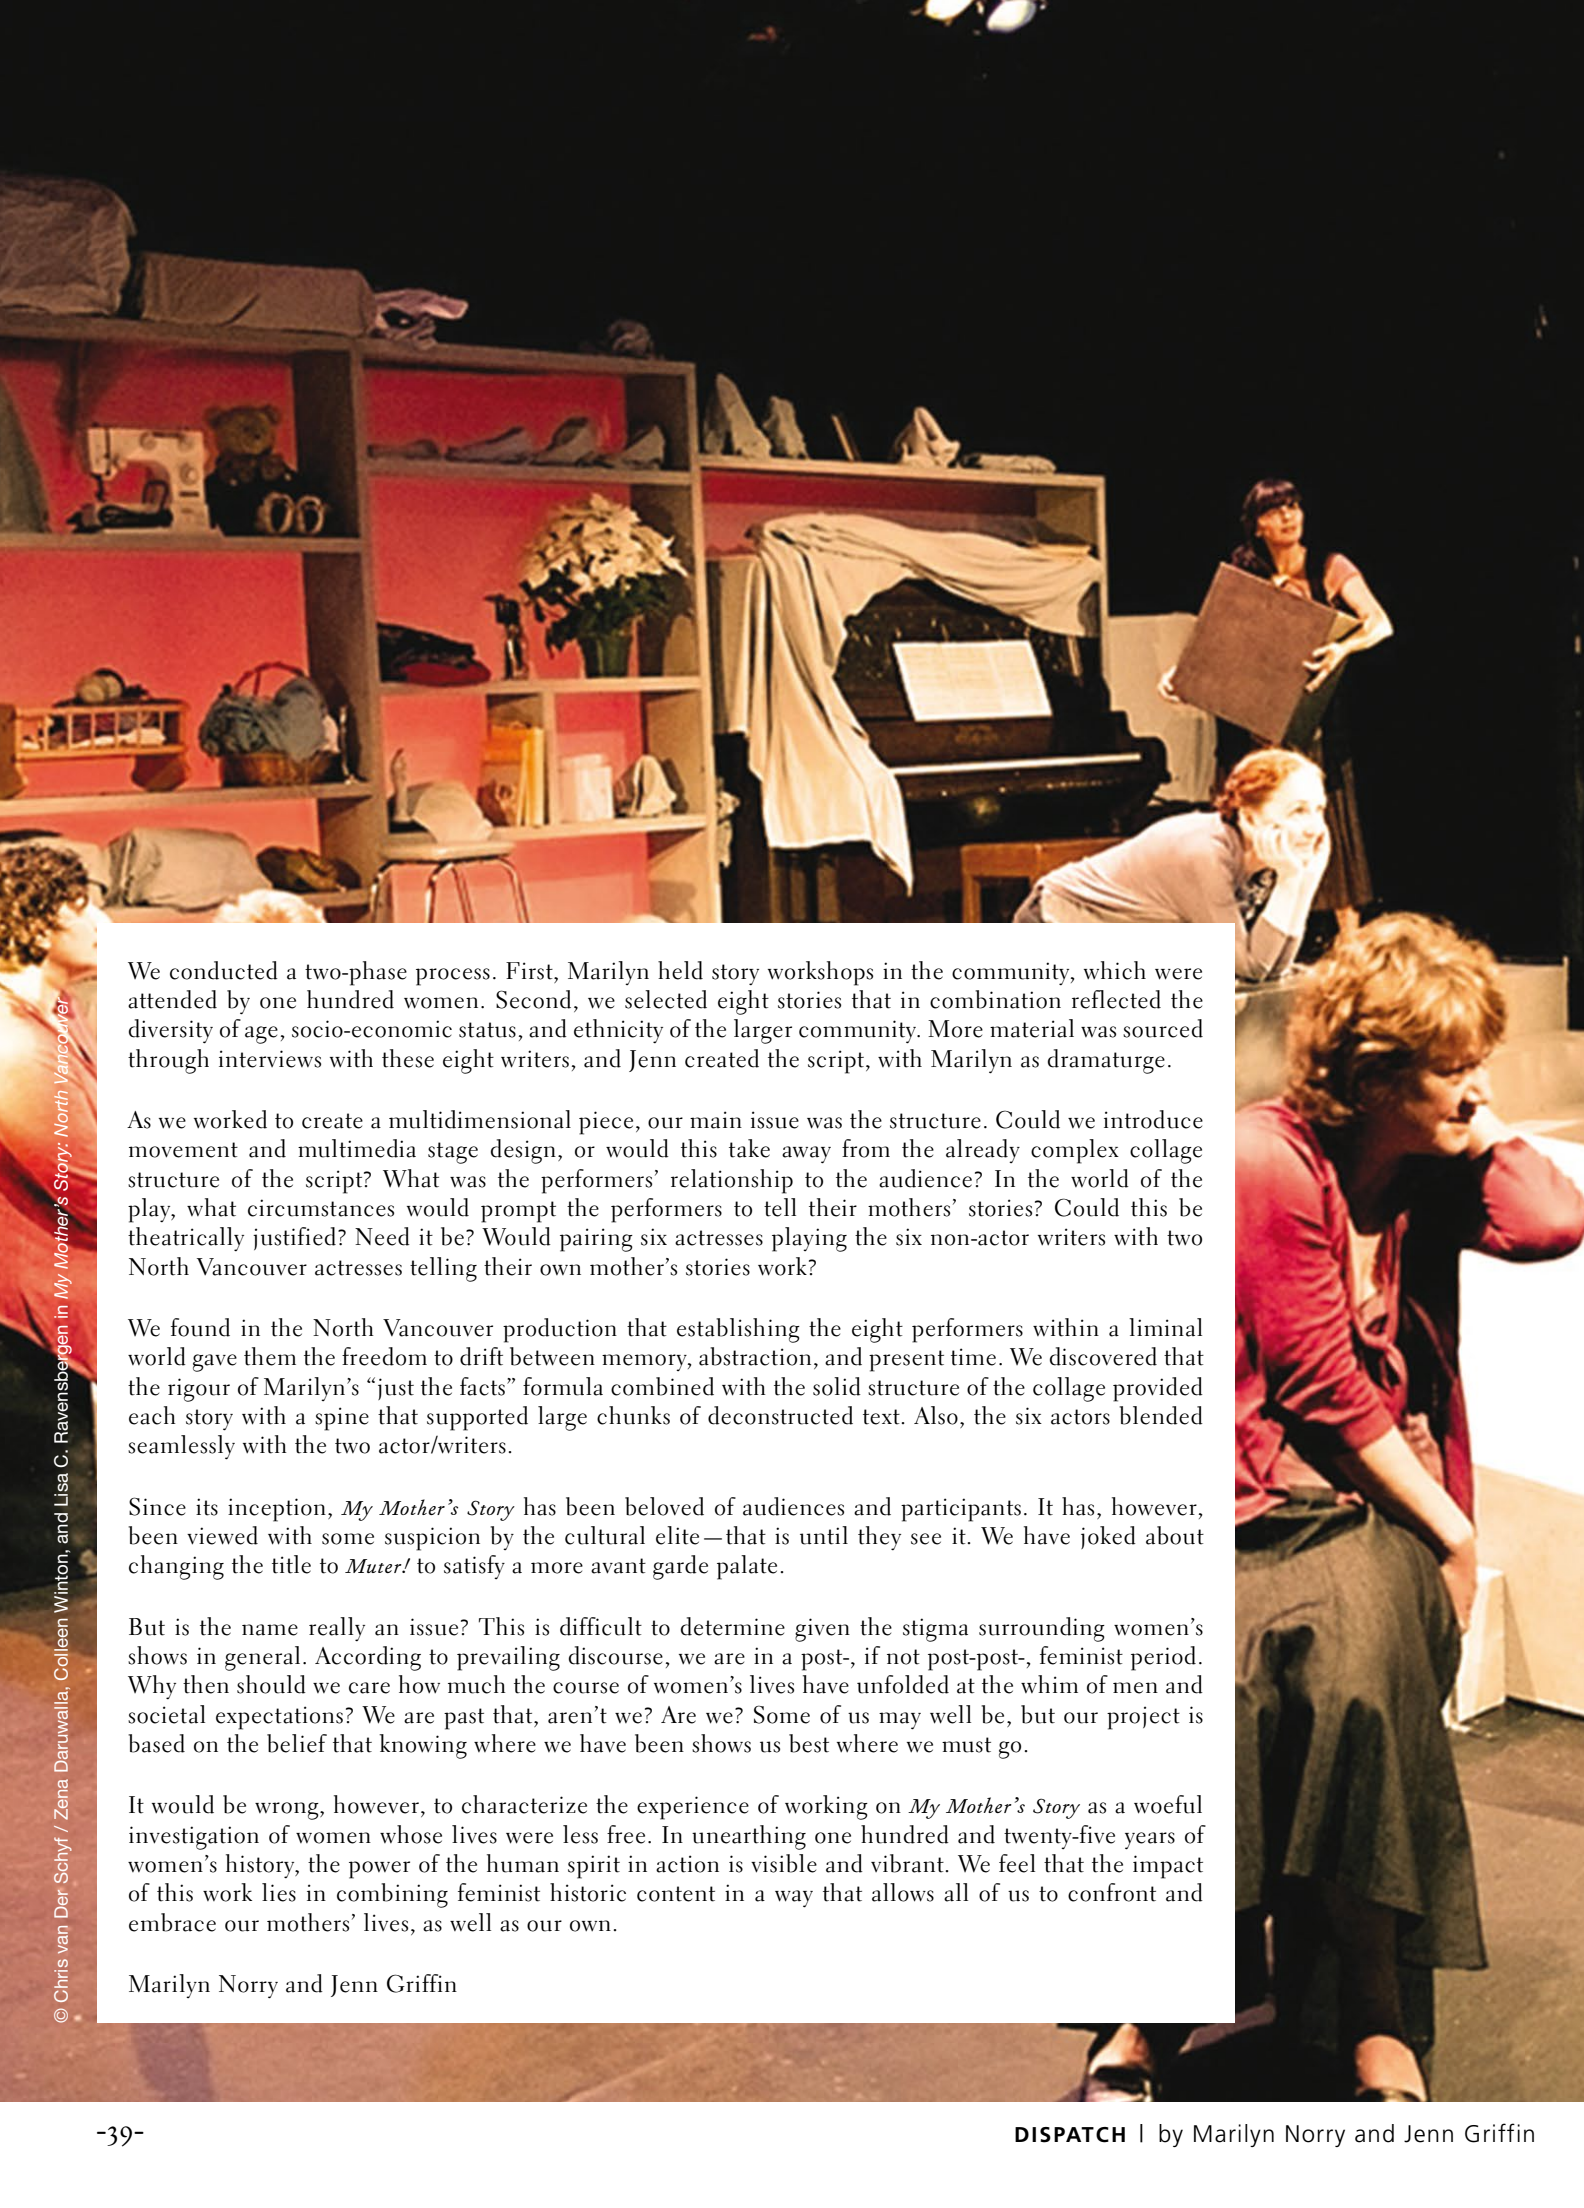 We conducted a two-phase process. First, Marilyn held story workshops in the community, which were
attended by one hundred women. Second, we selected eight stories that in combination reflected the
diversity of age, socio-economic status, and ethnicity of the larger community. More material was sourced
through interviews with these eight writers, and Jenn created the script, with Marilyn as dramaturge.
As we worked to create a multidimensional piece, our main issue was the structure. Could we introduce
movement and multimedia stage design, or would this take away from the already complex collage
structure of the script? What was the performers’ relationship to the audience? In the world of the
play, what circumstances would prompt the performers to tell their mothers’ stories? Could this be
theatrically justified? Need it be? Would pairing six actresses playing the six non-actor writers with two
North Vancouver actresses telling their own mother’s stories work?
We found in the North Vancouver production that establishing the eight performers within a liminal
world gave them the freedom to drift between memory, abstraction, and present time. We discovered that
the rigour of Marilyn’s “just the facts” formula combined with the solid structure of the collage provided
each story with a spine that supported large chunks of deconstructed text. Also, the six actors blended
seamlessly with the two actor/writers.
Since its inception, My Mother’s Story has been beloved of audiences and participants. It has, however,
been viewed with some suspicion by the cultural elite—that is until they see it. We have joked about
changing the title to Muter! to satisfy a more avant garde palate.
But is the name really an issue? This is difficult to determine given the stigma surrounding women’s
shows in general. According to prevailing discourse, we are in a post-, if not post-post-, feminist period.
Why then should we care how much the course of women’s lives have unfolded at the whim of men and
societal expectations? We are past that, aren’t we? Are we? Some of us may well be, but our project is
based on the belief that knowing where we have been shows us best where we must go.
It would be wrong, however, to characterize the experience of working on My Mother’s Story as a woeful
investigation of women whose lives were less free. In unearthing one hundred and twenty-five years of
women’s history, the power of the human spirit in action is visible and vibrant. We feel that the impact
of this work lies in combining feminist historic content in a way that allows all of us to confront and
embrace our mothers’ lives, as well as our own.
Marilyn Norry and Jenn Griffin
© Chris van Der Schyf / Zena Daruwalla, Colleen Winton, and Lisa C. Ravensbergen in My Mother’s Story: North Vancouver
-39-
DISPATCH | by Marilyn Norry and Jenn Griffin